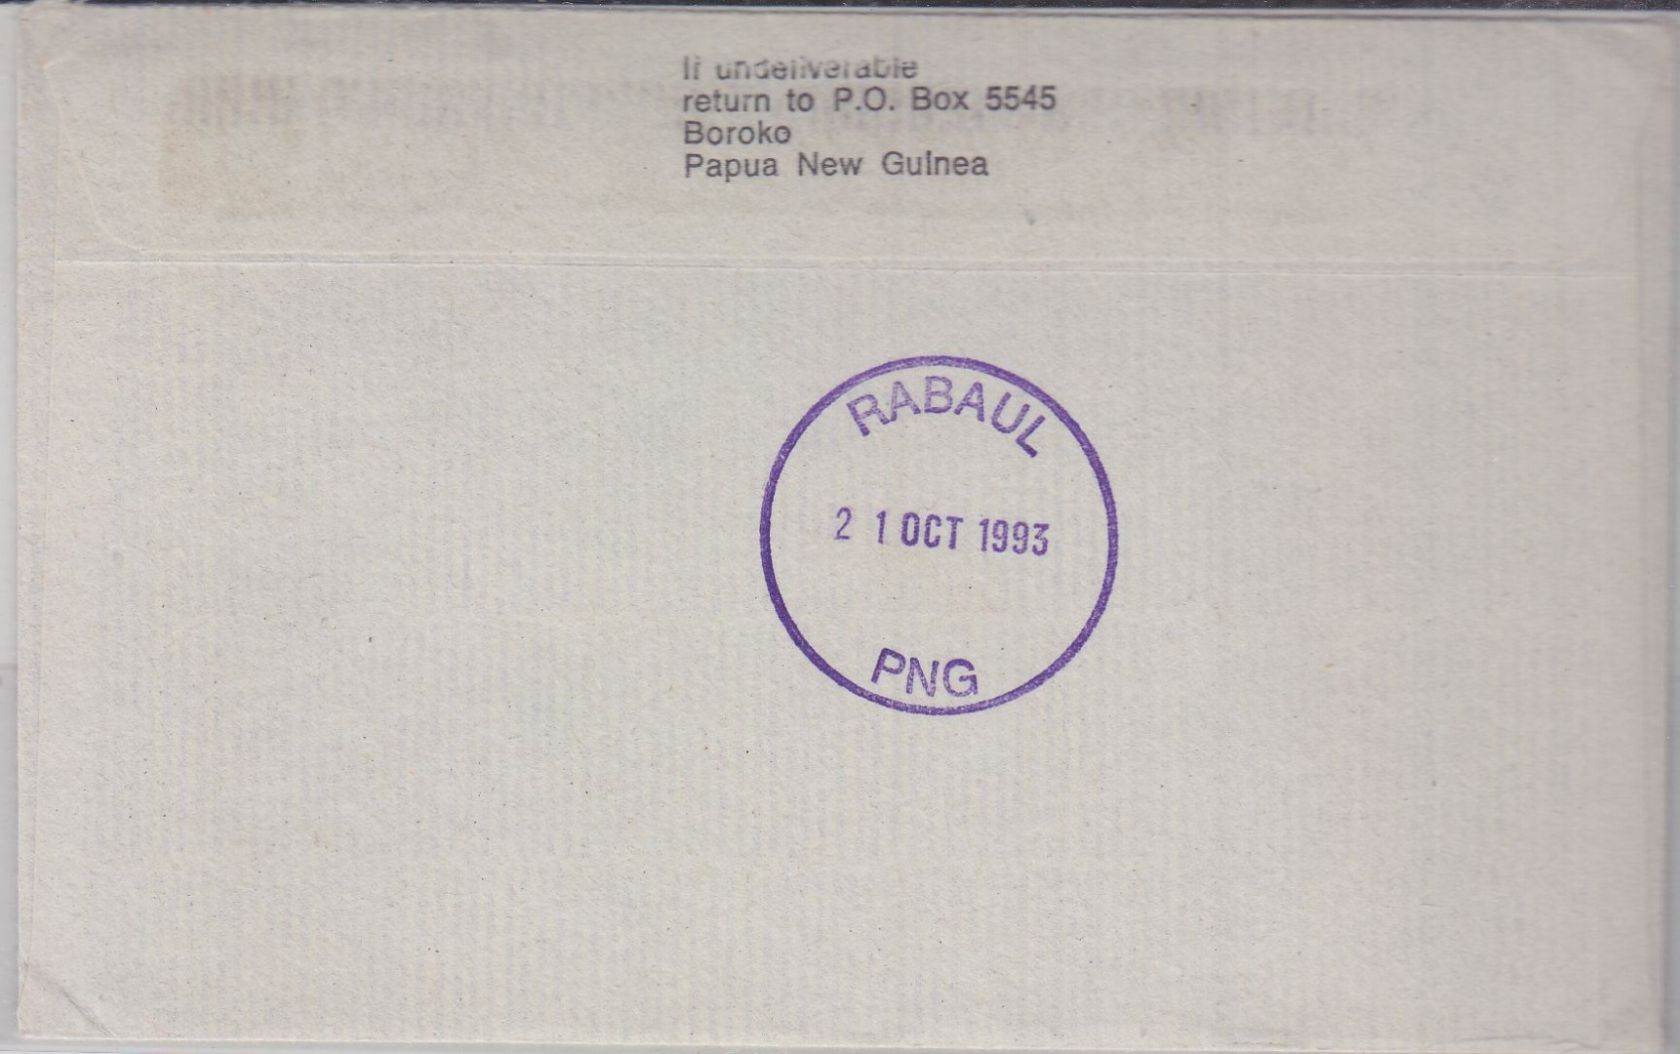 If undeliverable
return to P.O. Box 5545
Boroko
Papua New Guinea
RABAUL
21 OCT 1993
PNG